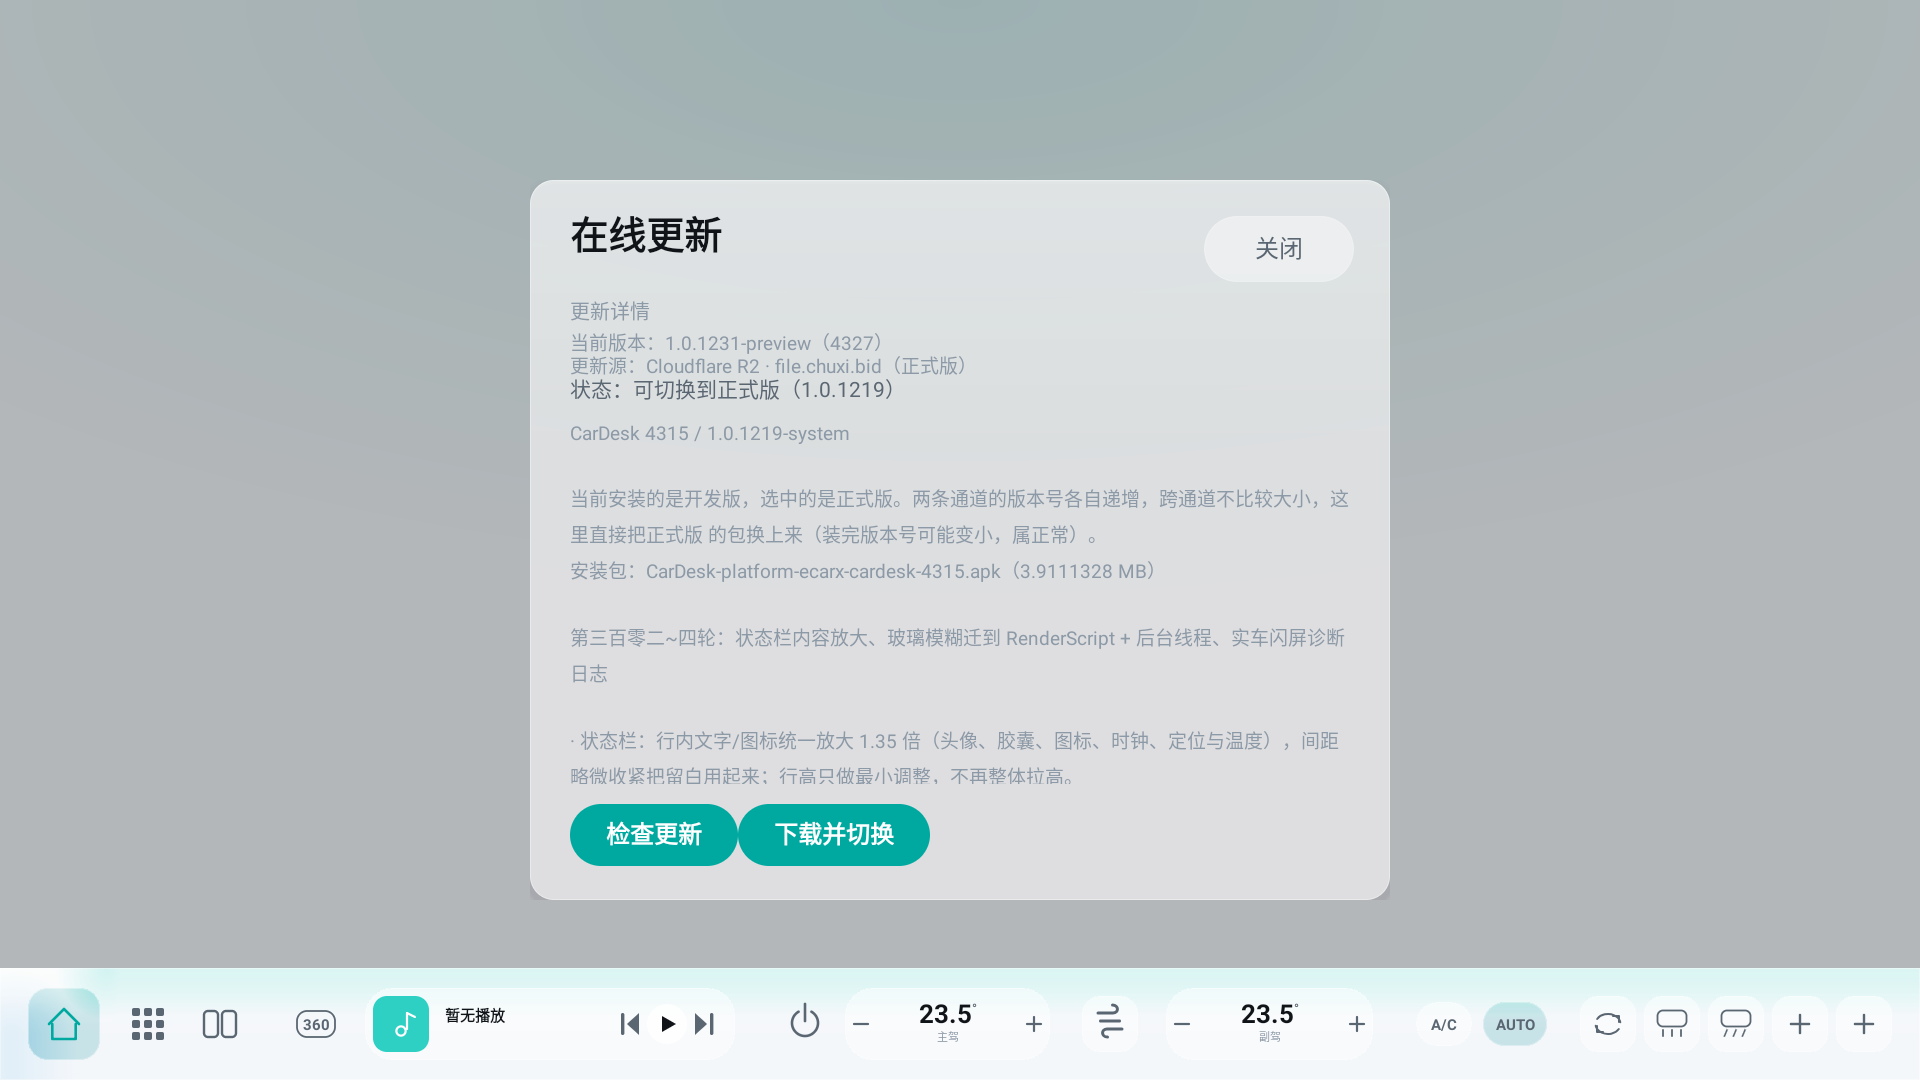 在线更新
关闭
更新详情
当前版本：1.0.1231-preview（4327）
更新源：Cloudflare R2 · file.chuxi.bid（正式版）
状态：可切换到正式版（1.0.1219）
CarDesk 4315 / 1.0.1219-system
当前安装的是开发版，选中的是正式版。两条通道的版本号各自递增，跨通道不比较大小，这
里直接把正式版 的包换上来（装完版本号可能变小，属正常）。
安装包：CarDesk-platform-ecarx-cardesk-4315.apk（3.9111328 MB）
第三百零二~四轮：状态栏内容放大、玻璃模糊迁到 RenderScript + 后台线程、实车闪屏诊断
日志
· 状态栏：行内文字/图标统一放大 1.35 倍（头像、胶囊、图标、时钟、定位与温度），间距
略微收紧把留白用起来；行高只做最小调整，不再整体拉高。
检查更新
下载并切换
360
暂无播放
23.5°
主驾
23.5°
副驾
A/C
AUTO